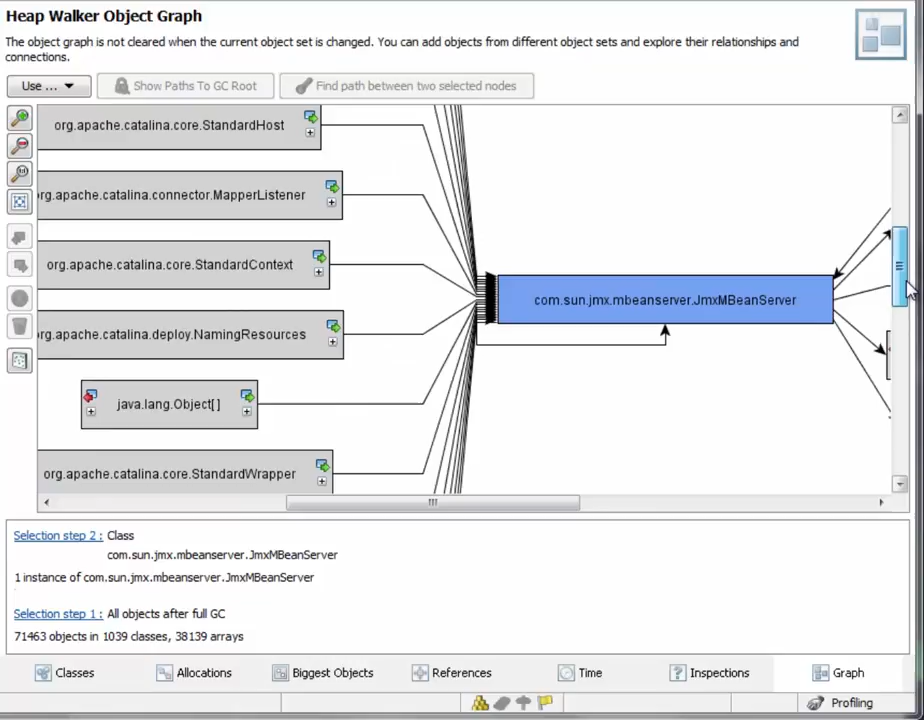 Heap Walker Object Graph
The object graph is not cleared when the current object set is changed. You can add objects from different object sets and explore their relationships and
connections.
Use ...
Show Paths To GC Root
Find path between two selected nodes
org.apache.catalina.core.StandardHost
org.apache.catalina.connector.MapperListener
org.apache.catalina.core.StandardContext
com.sun.jmx.mbeanserver.JmxMBeanServer
org.apache.catalina.deploy.NamingResources
java.lang.Object[]
org.apache.catalina.core.StandardWrapper
Selection step 2 : Class
com.sun.jmx.mbeanserver.JmxMBeanServer
1 instance of com.sun.jmx.mbeanserver.JmxMBeanServer
Selection step 1 : All objects after full GC
71463 objects in 1039 classes, 38139 arrays
Classes
Allocations
Biggest Objects
References
Time
Inspections
Graph
Profiling